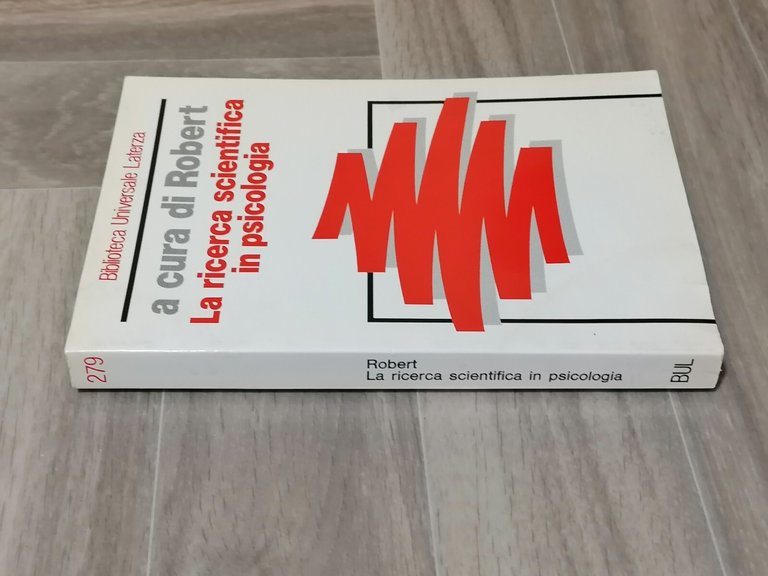 Biblioteca Universale Laterza
a cura di Robert
La ricerca scientifica
in psicologia
279
Robert
La ricerca scientifica in psicologia
BUL